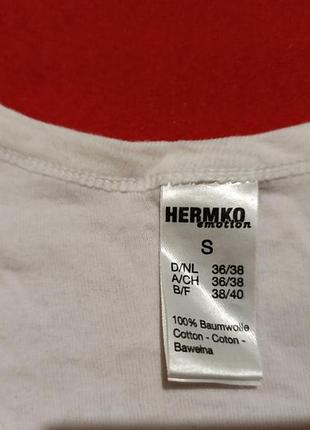 HERMKO
emotion
S
D/NL 36/38
A/CH 36/38
B/F 38/40
100% Baumwolle
Cotton - Coton -
Bawełna